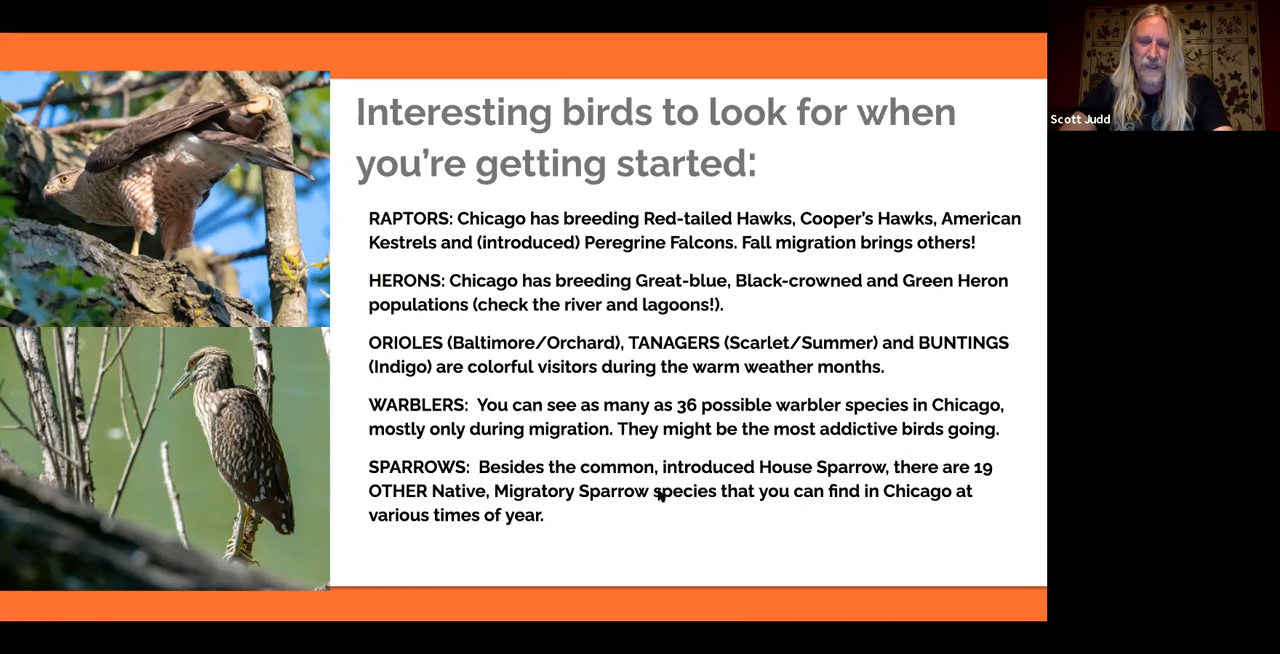 Interesting birds to look for when
you’re getting started:
RAPTORS: Chicago has breeding Red-tailed Hawks, Cooper’s Hawks, American
Kestrels and (introduced) Peregrine Falcons. Fall migration brings others!
HERONS: Chicago has breeding Great-blue, Black-crowned and Green Heron
populations (check the river and lagoons!).
ORIOLES (Baltimore/Orchard), TANAGERS (Scarlet/Summer) and BUNTINGS
(Indigo) are colorful visitors during the warm weather months.
WARBLERS:  You can see as many as 36 possible warbler species in Chicago,
mostly only during migration. They might be the most addictive birds going.
SPARROWS:  Besides the common, introduced House Sparrow, there are 19
OTHER Native, Migratory Sparrow species that you can find in Chicago at
various times of year.
Scott Judd